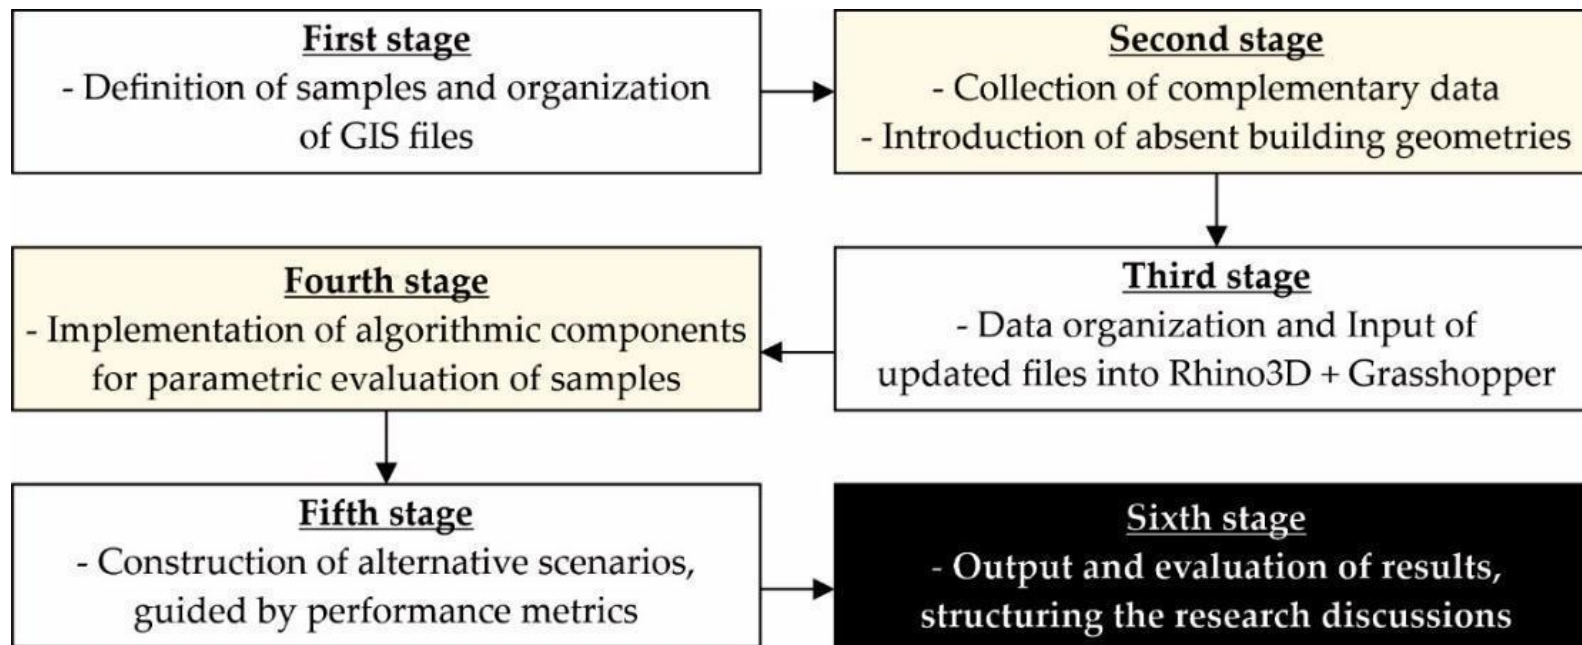 First stage
- Definition of samples and organization
of GIS files
Second stage
- Collection of complementary data
- Introduction of absent building geometries
Third stage
- Data organization and Input of
updated files into Rhino3D + Grasshopper
Fourth stage
- Implementation of algorithmic components
for parametric evaluation of samples
Fifth stage
- Construction of alternative scenarios,
guided by performance metrics
Sixth stage
- Output and evaluation of results,
structuring the research discussions